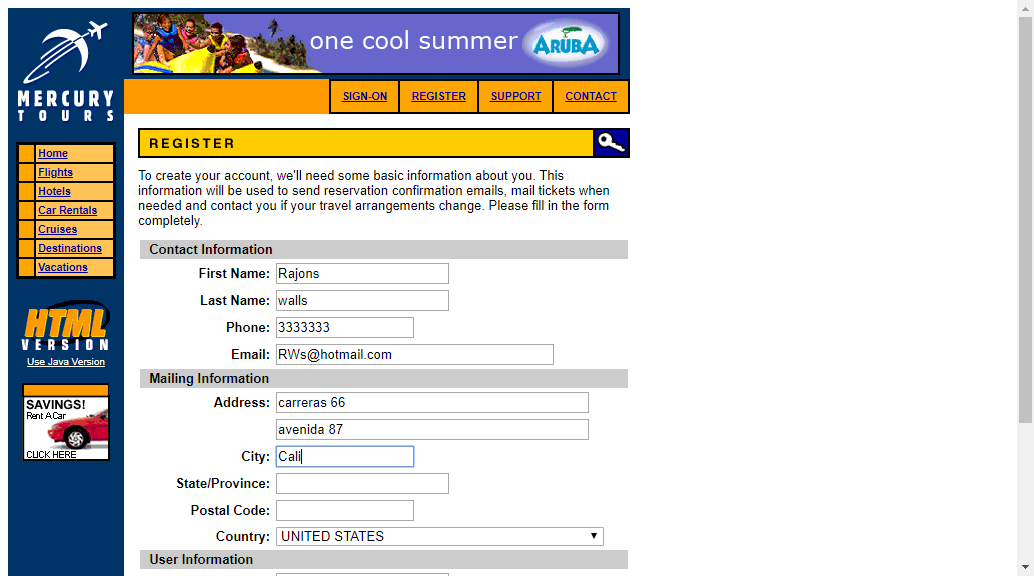 one cool summer ARUBA
MERCURY
TOURS
SIGN-ON REGISTER SUPPORT CONTACT
Home
Flights
Hotels
Car Rentals
Cruises
Destinations
Vacations
HTML
VERSION
Use Java Version
SAVINGS!
Rent A Car
CLICK HERE
REGISTER
To create your account, we'll need some basic information about you. This
information will be used to send reservation confirmation emails, mail tickets when
needed and contact you if your travel arrangements change. Please fill in the form
completely.
Contact Information
First Name: Rajons
Last Name: walls
Phone: 3333333
Email: RWs@hotmail.com
Mailing Information
Address: carreras 66
avenida 87
City: Cali
State/Province:
Postal Code:
Country: UNITED STATES
User Information